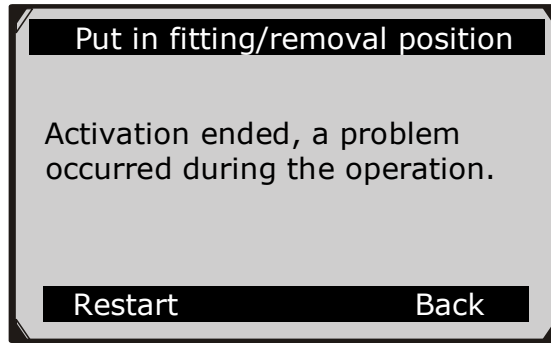 Put in fitting/removal position
Activation ended, a problem
occurred during the operation.
Restart Back